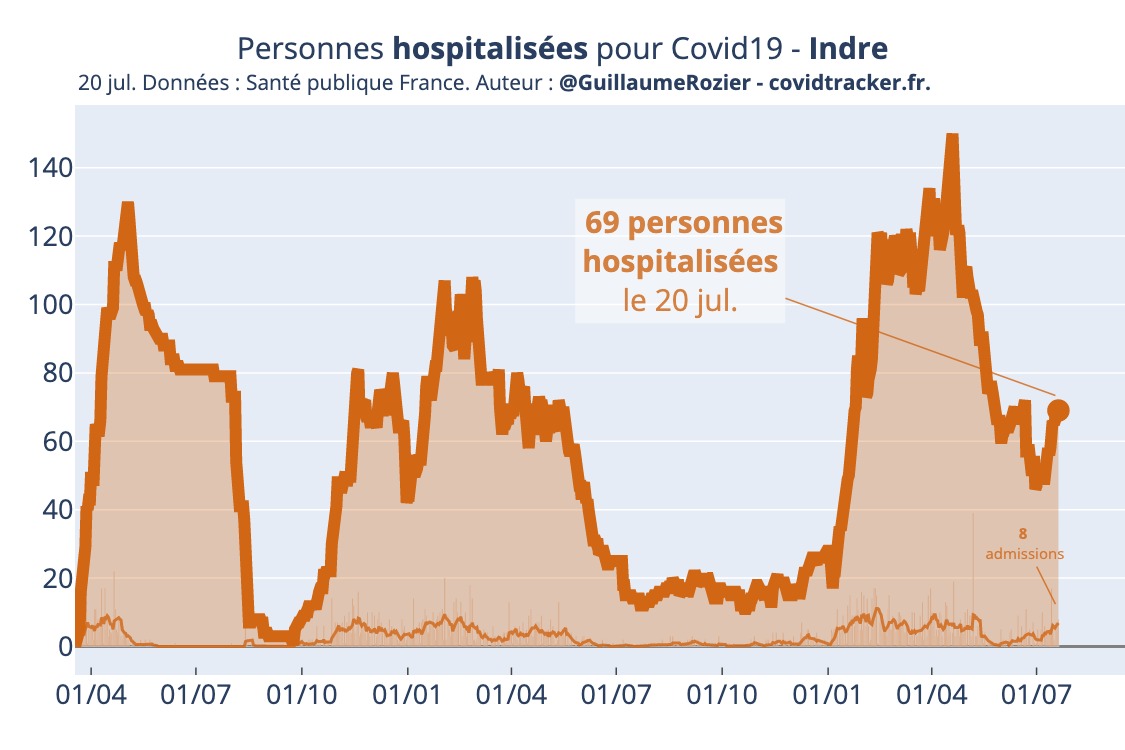 Personnes hospitalisées pour Covid19 - Indre
20 jul. Données : Santé publique France. Auteur : @GuillaumeRozier - covidtracker.fr.
140
120
100
80
60
40
20
0
69 personnes
hospitalisées
le 20 jul.
8
admissions
01/04 01/07 01/10 01/01 01/04 01/07 01/10 01/01 01/04 01/07